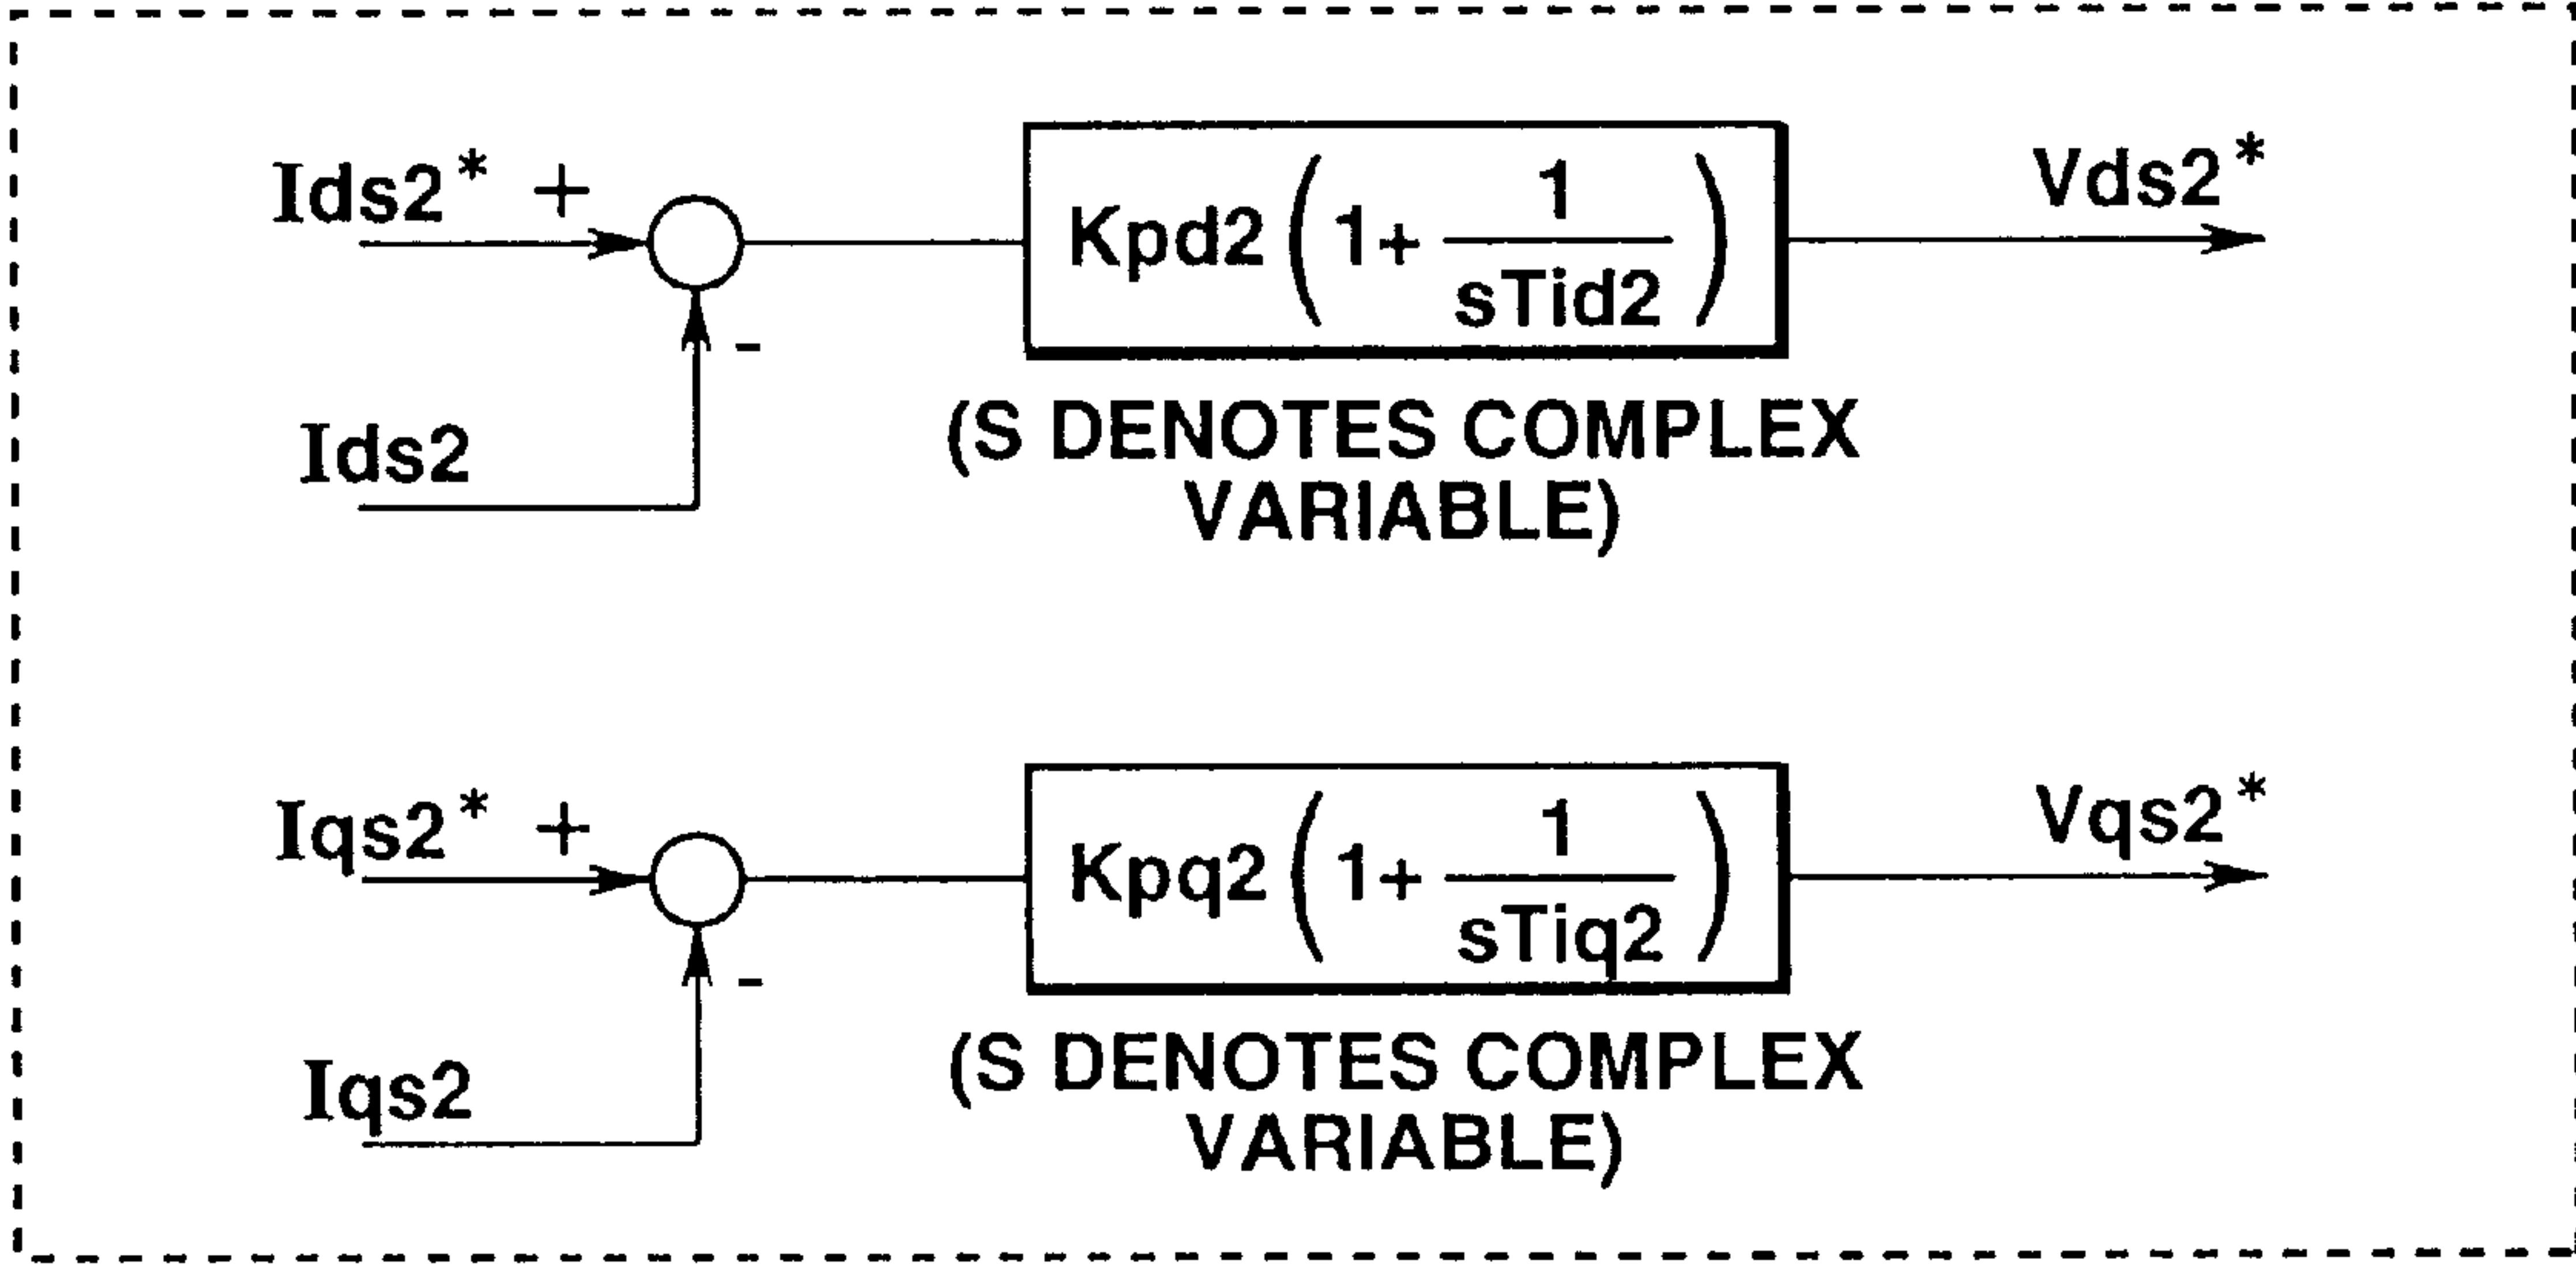 Ids2* +
Kpd2 (1+ 1/sTid2)
Vds2*
-
Ids2
(S DENOTES COMPLEX
VARIABLE)
Iqs2* +
Kpq2 (1+ 1/sTiq2)
Vqs2*
-
Iqs2
(S DENOTES COMPLEX
VARIABLE)